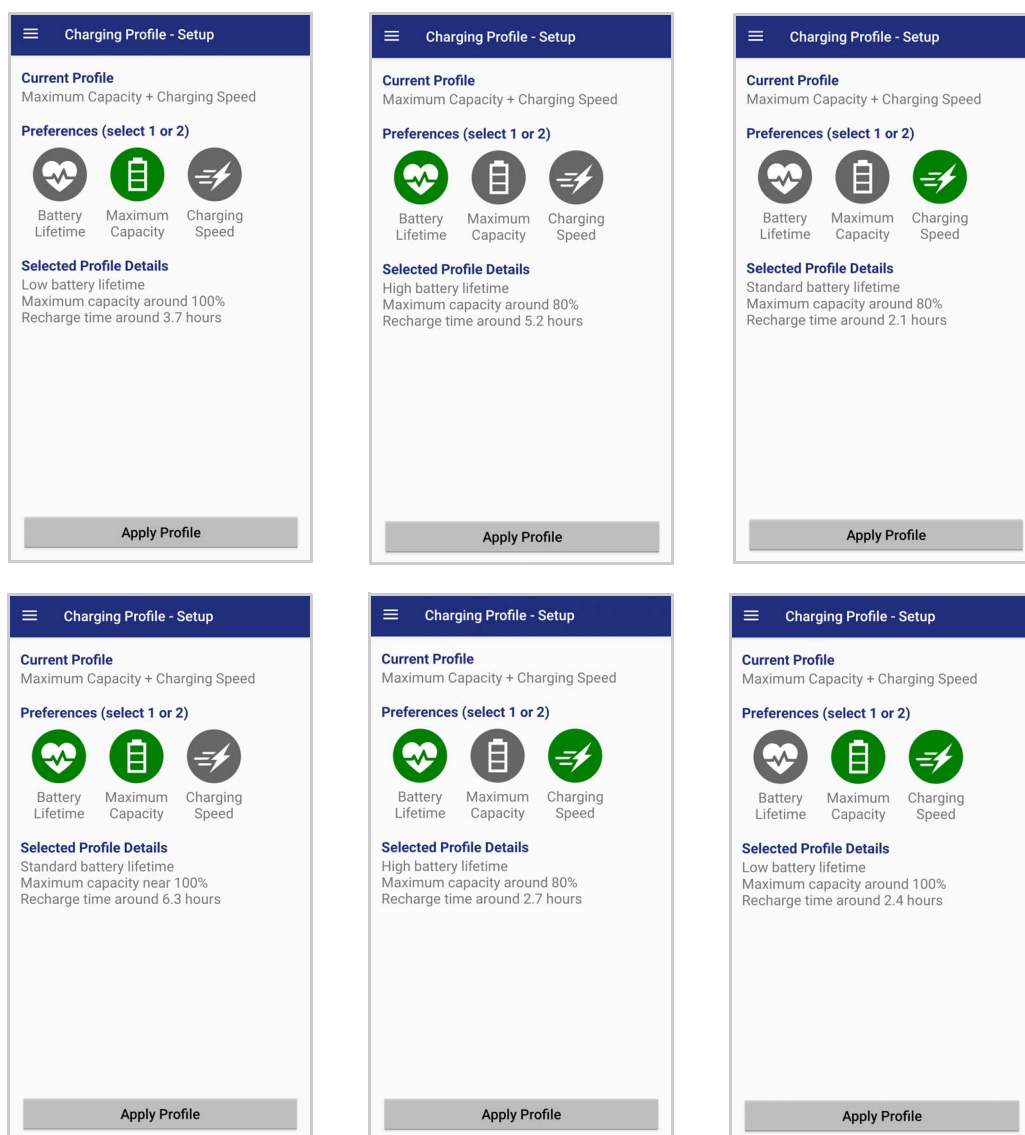 Charging Profile - Setup
Current Profile
Maximum Capacity + Charging Speed
Preferences (select 1 or 2)
Battery Lifetime
Maximum Capacity
Charging Speed
Selected Profile Details
Low battery lifetime
Maximum capacity around 100%
Recharge time around 3.7 hours
Apply Profile
Charging Profile - Setup
Current Profile
Maximum Capacity + Charging Speed
Preferences (select 1 or 2)
Battery Lifetime
Maximum Capacity
Charging Speed
Selected Profile Details
High battery lifetime
Maximum capacity around 80%
Recharge time around 5.2 hours
Apply Profile
Charging Profile - Setup
Current Profile
Maximum Capacity + Charging Speed
Preferences (select 1 or 2)
Battery Lifetime
Maximum Capacity
Charging Speed
Selected Profile Details
Standard battery lifetime
Maximum capacity around 80%
Recharge time around 2.1 hours
Apply Profile
Charging Profile - Setup
Current Profile
Maximum Capacity + Charging Speed
Preferences (select 1 or 2)
Battery Lifetime
Maximum Capacity
Charging Speed
Selected Profile Details
Standard battery lifetime
Maximum capacity near 100%
Recharge time around 6.3 hours
Apply Profile
Charging Profile - Setup
Current Profile
Maximum Capacity + Charging Speed
Preferences (select 1 or 2)
Battery Lifetime
Maximum Capacity
Charging Speed
Selected Profile Details
High battery lifetime
Maximum capacity around 80%
Recharge time around 2.7 hours
Apply Profile
Charging Profile - Setup
Current Profile
Maximum Capacity + Charging Speed
Preferences (select 1 or 2)
Battery Lifetime
Maximum Capacity
Charging Speed
Selected Profile Details
Low battery lifetime
Maximum capacity around 100%
Recharge time around 2.4 hours
Apply Profile